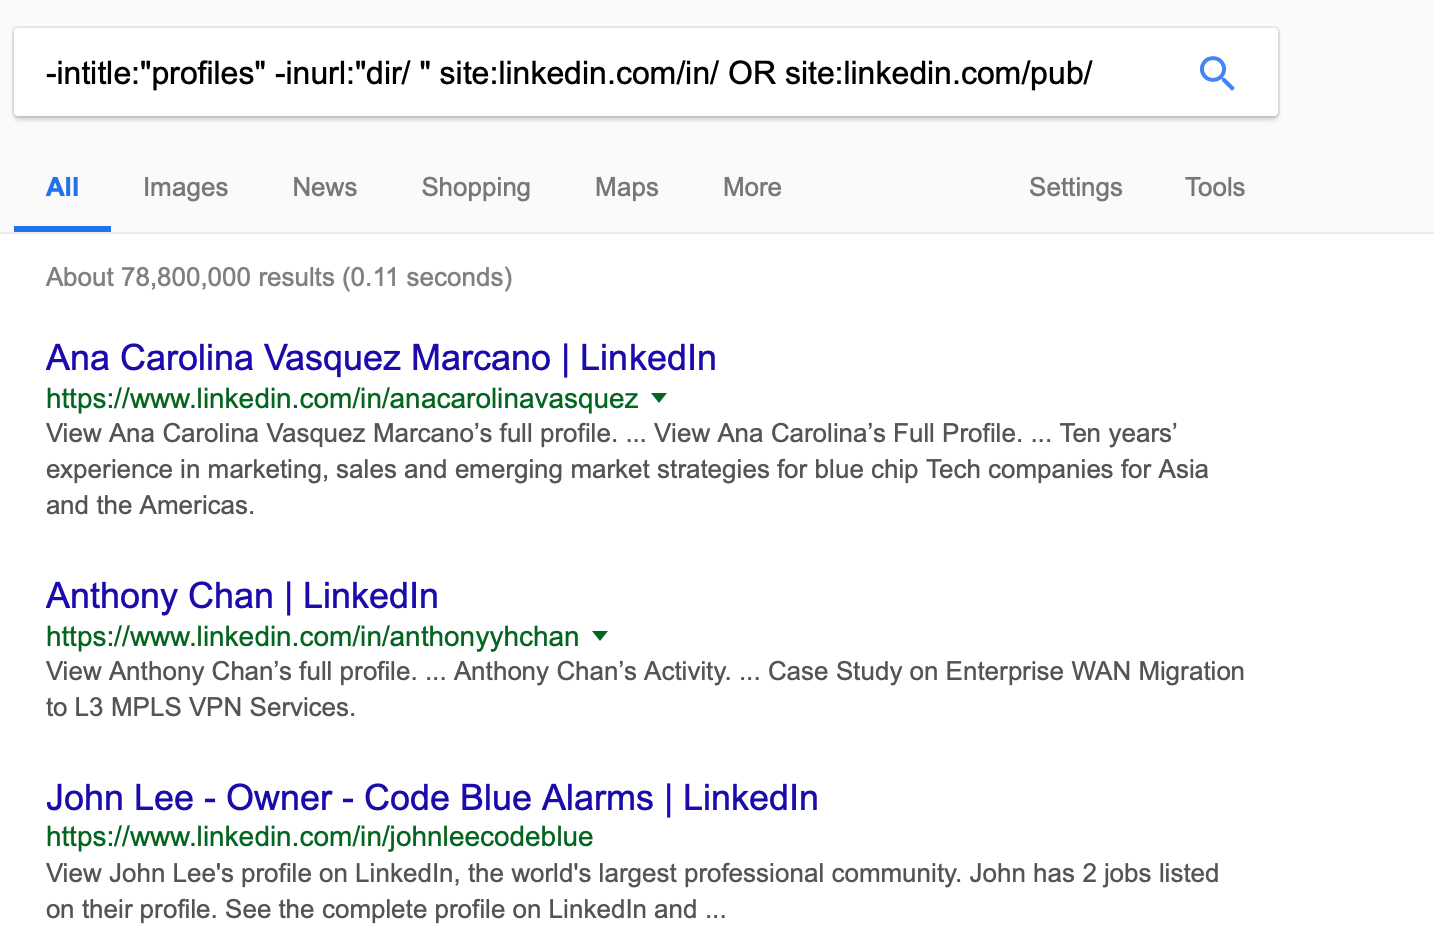 -intitle:"profiles" -inurl:"dir/ " site:linkedin.com/in/ OR site:linkedin.com/pub/
All Images News Shopping Maps More Settings Tools
About 78,800,000 results (0.11 seconds)
Ana Carolina Vasquez Marcano | LinkedIn
https://www.linkedin.com/in/anacarolinavasquez
View Ana Carolina Vasquez Marcano’s full profile. ... View Ana Carolina’s Full Profile. ... Ten years’
experience in marketing, sales and emerging market strategies for blue chip Tech companies for Asia
and the Americas.
Anthony Chan | LinkedIn
https://www.linkedin.com/in/anthonyyhchan
View Anthony Chan’s full profile. ... Anthony Chan’s Activity. ... Case Study on Enterprise WAN Migration
to L3 MPLS VPN Services.
John Lee - Owner - Code Blue Alarms | LinkedIn
https://www.linkedin.com/in/johnleecodeblue
View John Lee's profile on LinkedIn, the world's largest professional community. John has 2 jobs listed
on their profile. See the complete profile on LinkedIn and ...